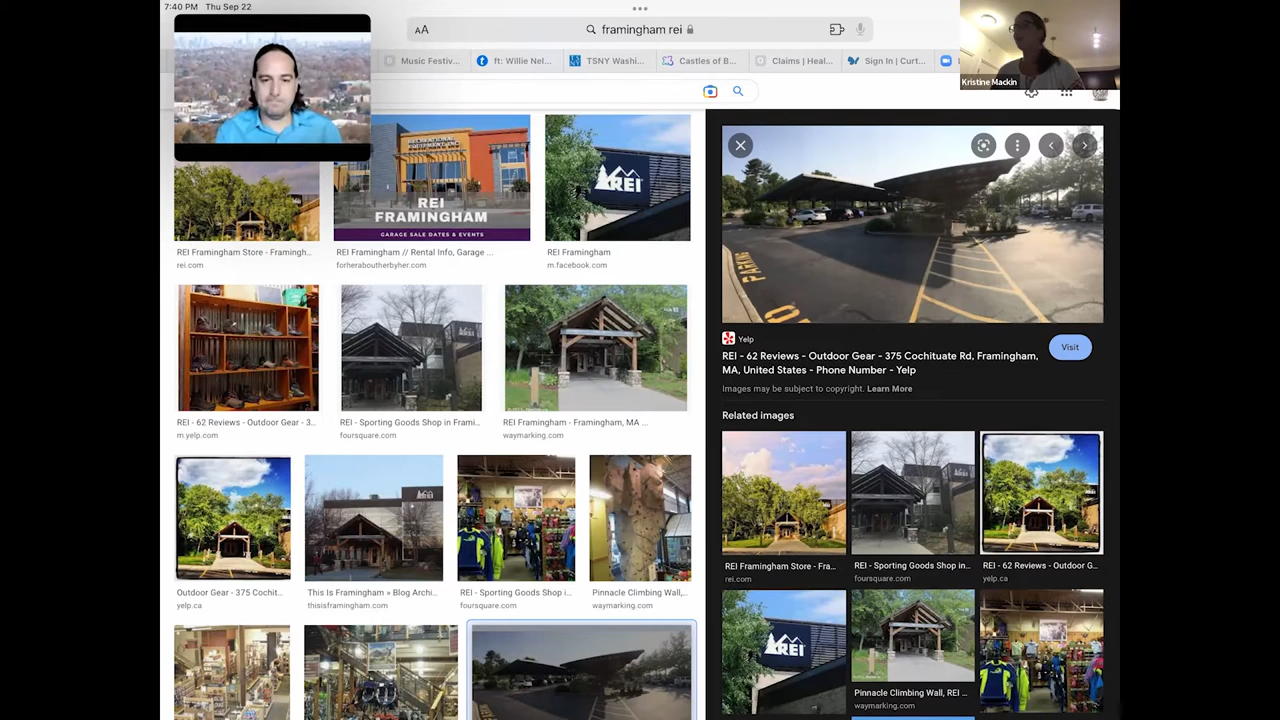 7:40 PM Thu Sep 22
AA
framingham rei
Music Festiv...
ft: Willie Nel...
TSNY Washi...
Castles of B...
Claims | Heal...
Sign In | Curt...
Kristine Mackin
RECREATIONAL
EQUIPMENT INC.
REI
FRAMINGHAM
GARAGE SALE DATES & EVENTS
REI
REI Framingham Store - Framingh...
rei.com
REI Framingham // Rental Info, Garage ...
forheraboutherbyher.com
REI Framingham
m.facebook.com
REI - 62 Reviews - Outdoor Gear - 3...
m.yelp.com
REI - Sporting Goods Shop in Frami...
foursquare.com
REI Framingham - Framingham, MA ...
waymarking.com
Outdoor Gear - 375 Cochit...
yelp.ca
This Is Framingham » Blog Archi...
thisisframingham.com
REI - Sporting Goods Shop i...
foursquare.com
Pinnacle Climbing Wall,...
waymarking.com
Yelp
REI - 62 Reviews - Outdoor Gear - 375 Cochituate Rd, Framingham,
MA, United States - Phone Number - Yelp
Visit
Images may be subject to copyright. Learn More
Related images
REI Framingham Store - Fra...
rei.com
REI - Sporting Goods Shop in...
foursquare.com
REI - 62 Reviews - Outdoor G...
yelp.ca
REI
Pinnacle Climbing Wall, REI ...
waymarking.com